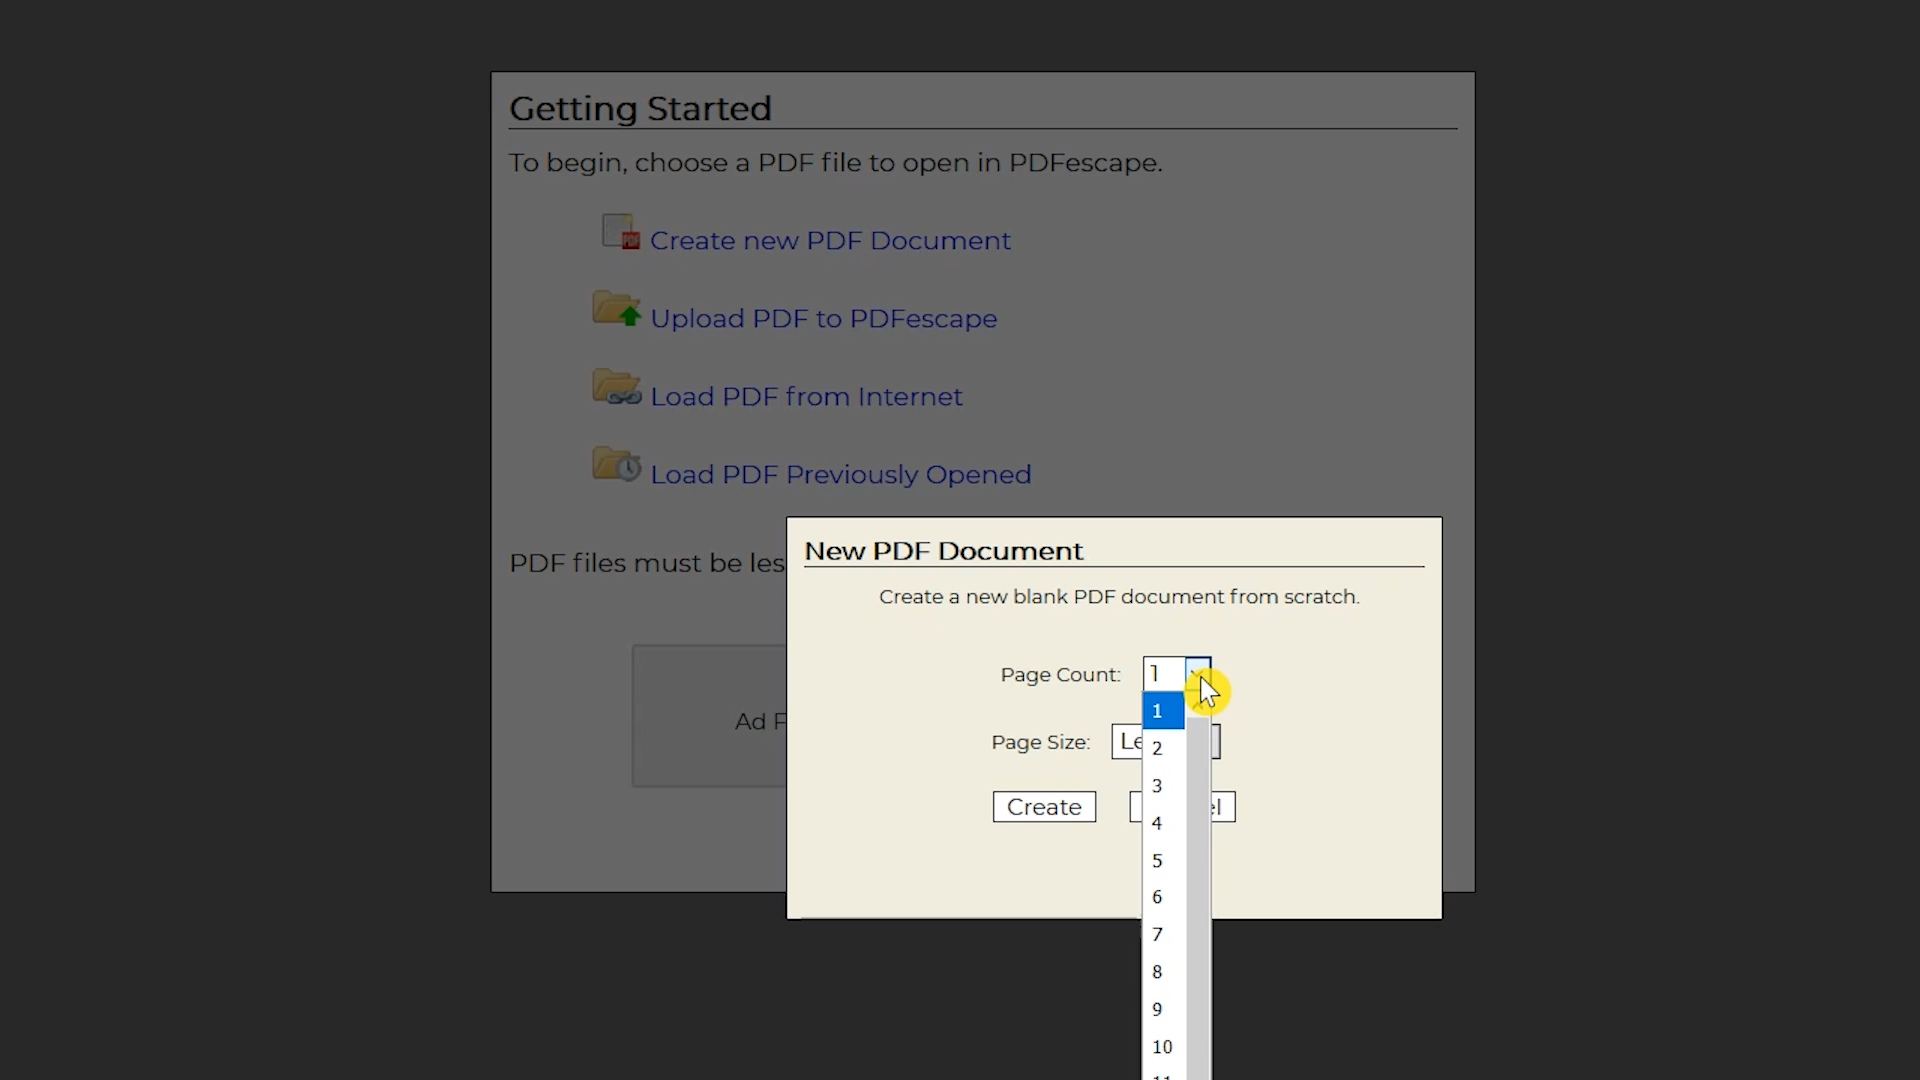 Getting Started
To begin, choose a PDF file to open in PDFescape.
Create new PDF Document
Upload PDF to PDFescape
Load PDF from Internet
Load PDF Previously Opened
PDF files must be
New PDF Document
Create a new blank PDF document from scratch.
Page Count: 1
Page Size:
Create
Ad
1
2
3
4
5
6
7
8
9
10